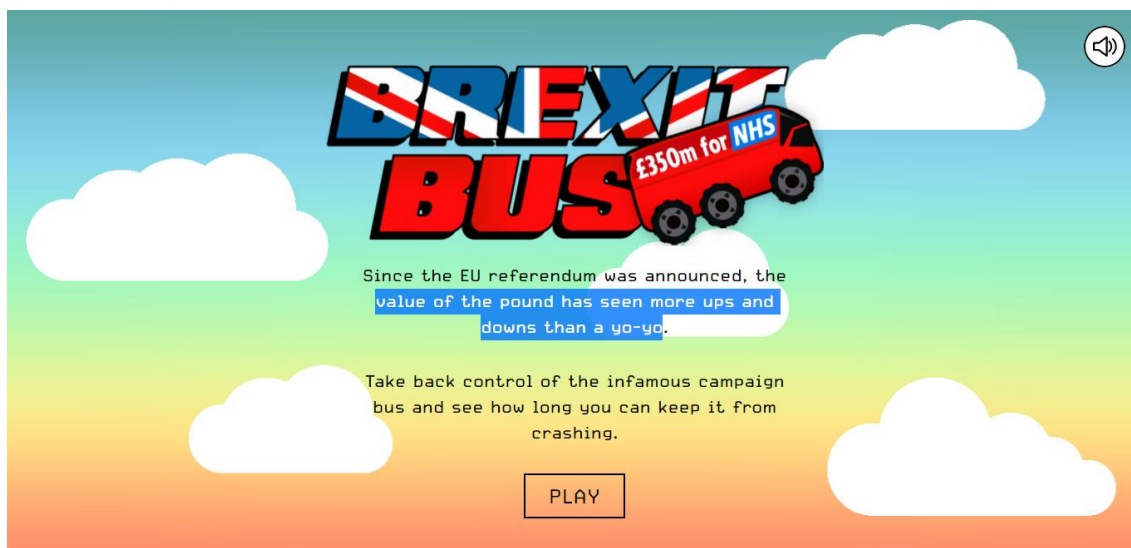 BREXIT
BUS
£350m for NHS
Since the EU referendum was announced, the
value of the pound has seen more ups and
downs than a yo-yo.
Take back control of the infamous campaign
bus and see how long you can keep it from
crashing.
PLAY